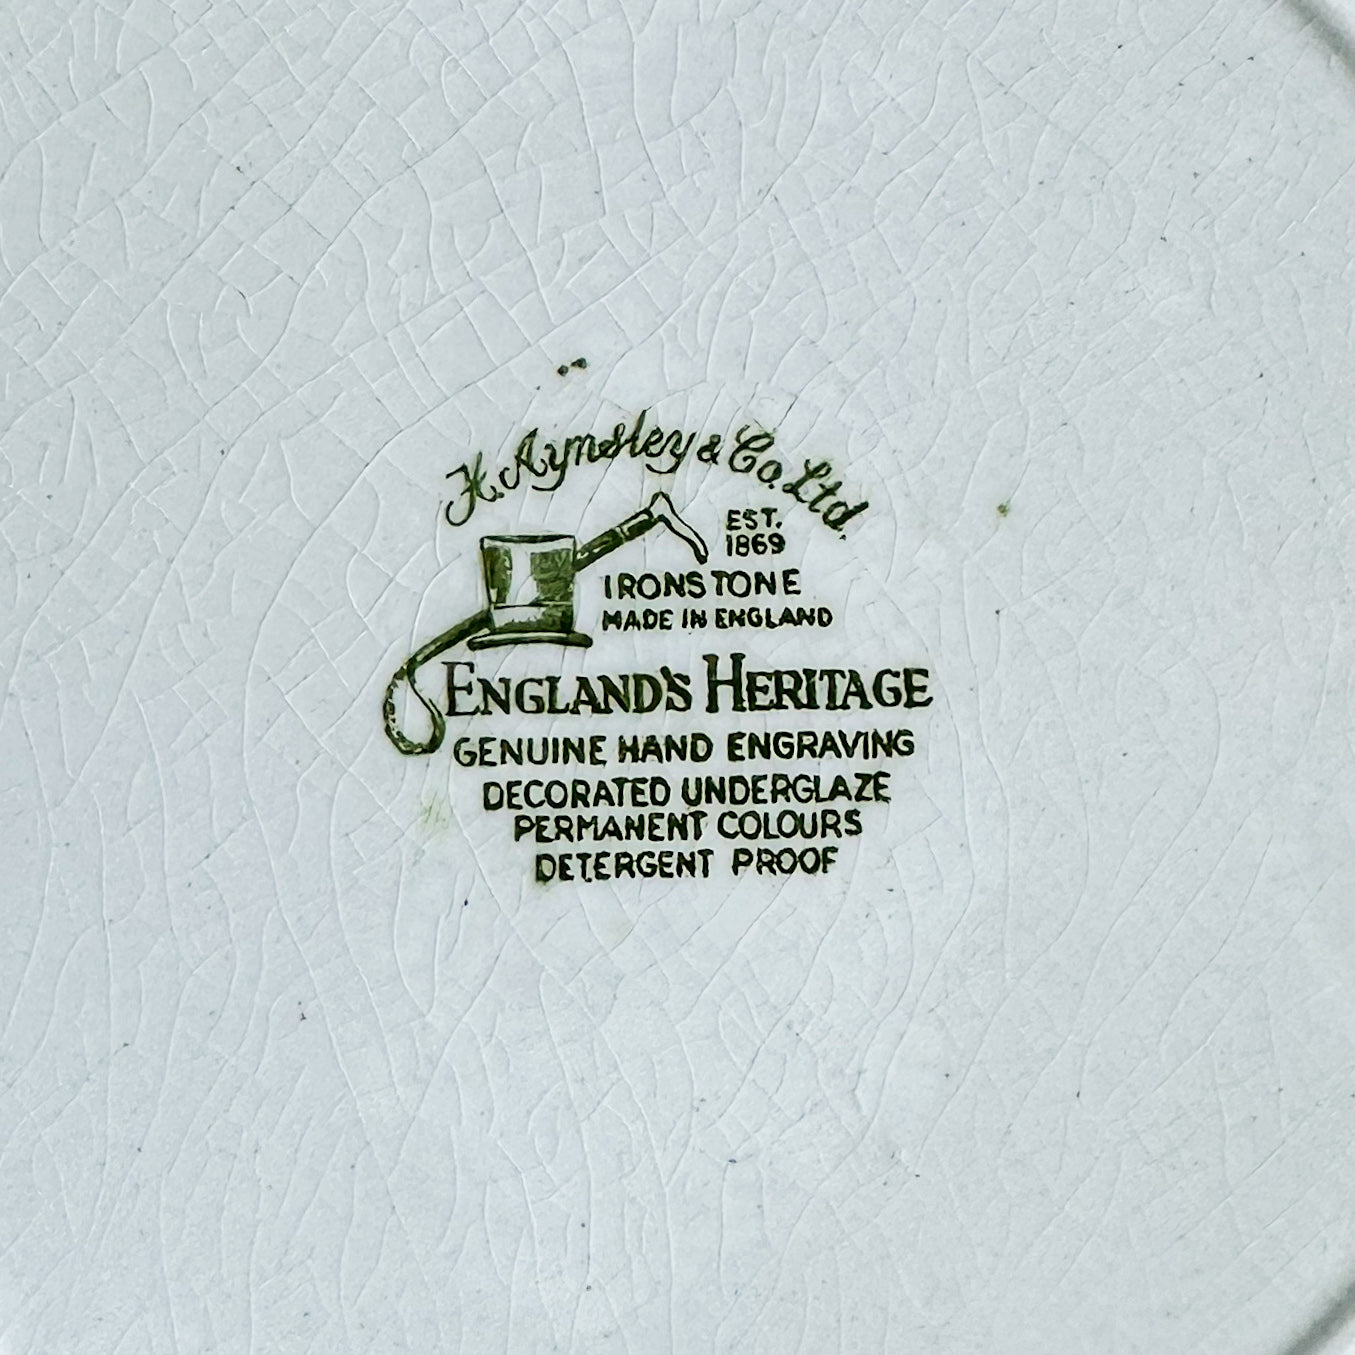 H. Aynsley & Co. Ltd.
EST.
1869
IRONSTONE
MADE IN ENGLAND
ENGLAND'S HERITAGE
GENUINE HAND ENGRAVING
DECORATED UNDERGLAZE
PERMANENT COLOURS
DETERGENT PROOF